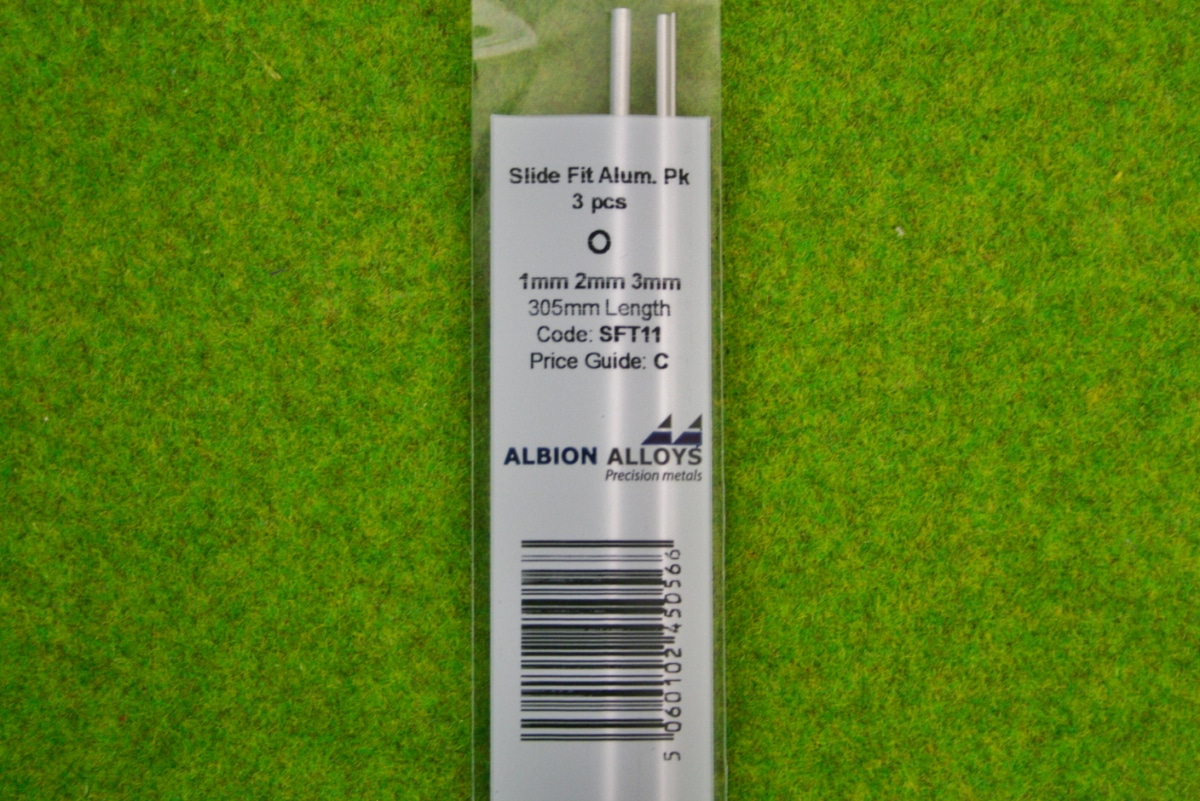 Slide Fit Alum. Pk
3 pcs
O
1mm 2mm 3mm
305mm Length
Code: SFT11
Price Guide: C
ALBION ALLOYS
Precision metals
5 060102 450566